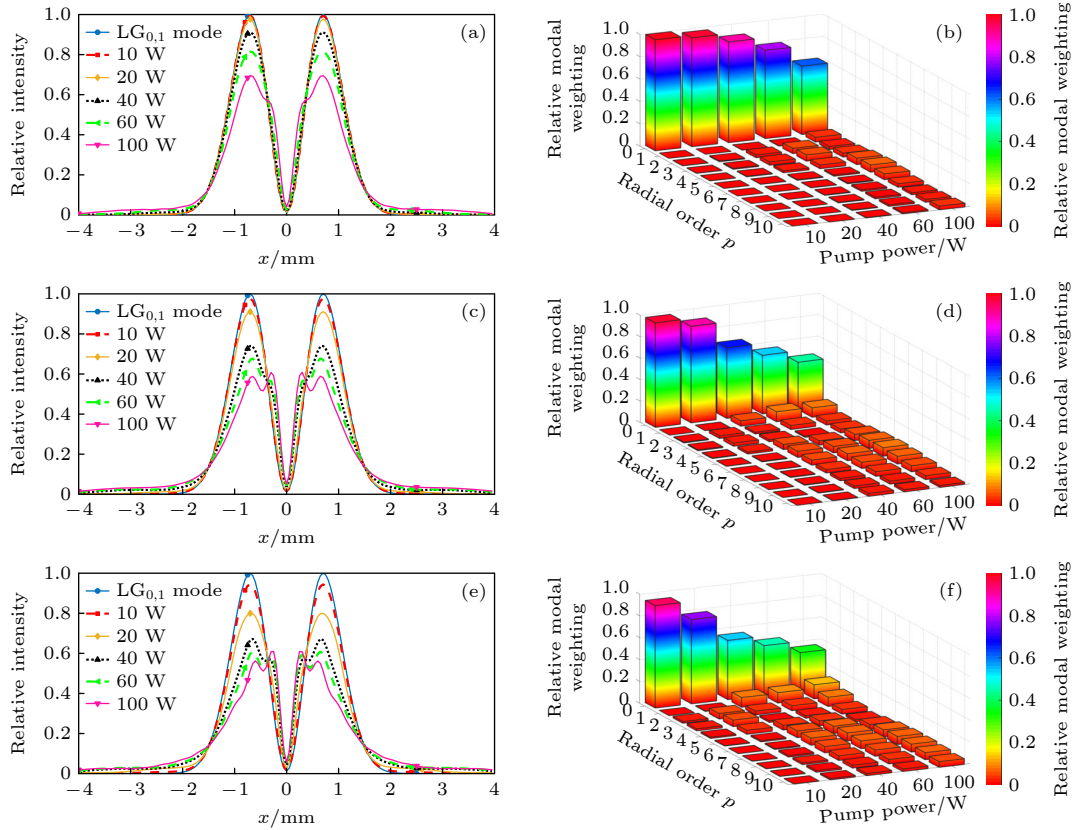 (a)
LG0,1 mode
10 W
20 W
40 W
60 W
100 W
Relative intensity
1.0
0.8
0.6
0.4
0.2
0
−4 −3 −2 −1 0 1 2 3 4
x/mm
(b)
Relative modal
weighting
1.0
0.8
0.6
0.4
0.2
0
0 1 2 3 4 5 6 7 8 9 10
Radial order p
10 20 40 60 100
Pump power/W
1.0
0.8
0.6
0.4
0.2
0
Relative modal weighting
(c)
LG0,1 mode
10 W
20 W
40 W
60 W
100 W
Relative intensity
1.0
0.8
0.6
0.4
0.2
0
−4 −3 −2 −1 0 1 2 3 4
x/mm
(d)
Relative modal
weighting
1.0
0.8
0.6
0.4
0.2
0
0 1 2 3 4 5 6 7 8 9 10
Radial order p
10 20 40 60 100
Pump power/W
1.0
0.8
0.6
0.4
0.2
0
Relative modal weighting
(e)
LG0,1 mode
10 W
20 W
40 W
60 W
100 W
Relative intensity
1.0
0.8
0.6
0.4
0.2
0
−4 −3 −2 −1 0 1 2 3 4
x/mm
(f)
Relative modal
weighting
1.0
0.8
0.6
0.4
0.2
0
0 1 2 3 4 5 6 7 8 9 10
Radial order p
10 20 40 60 100
Pump power/W
1.0
0.8
0.6
0.4
0.2
0
Relative modal weighting